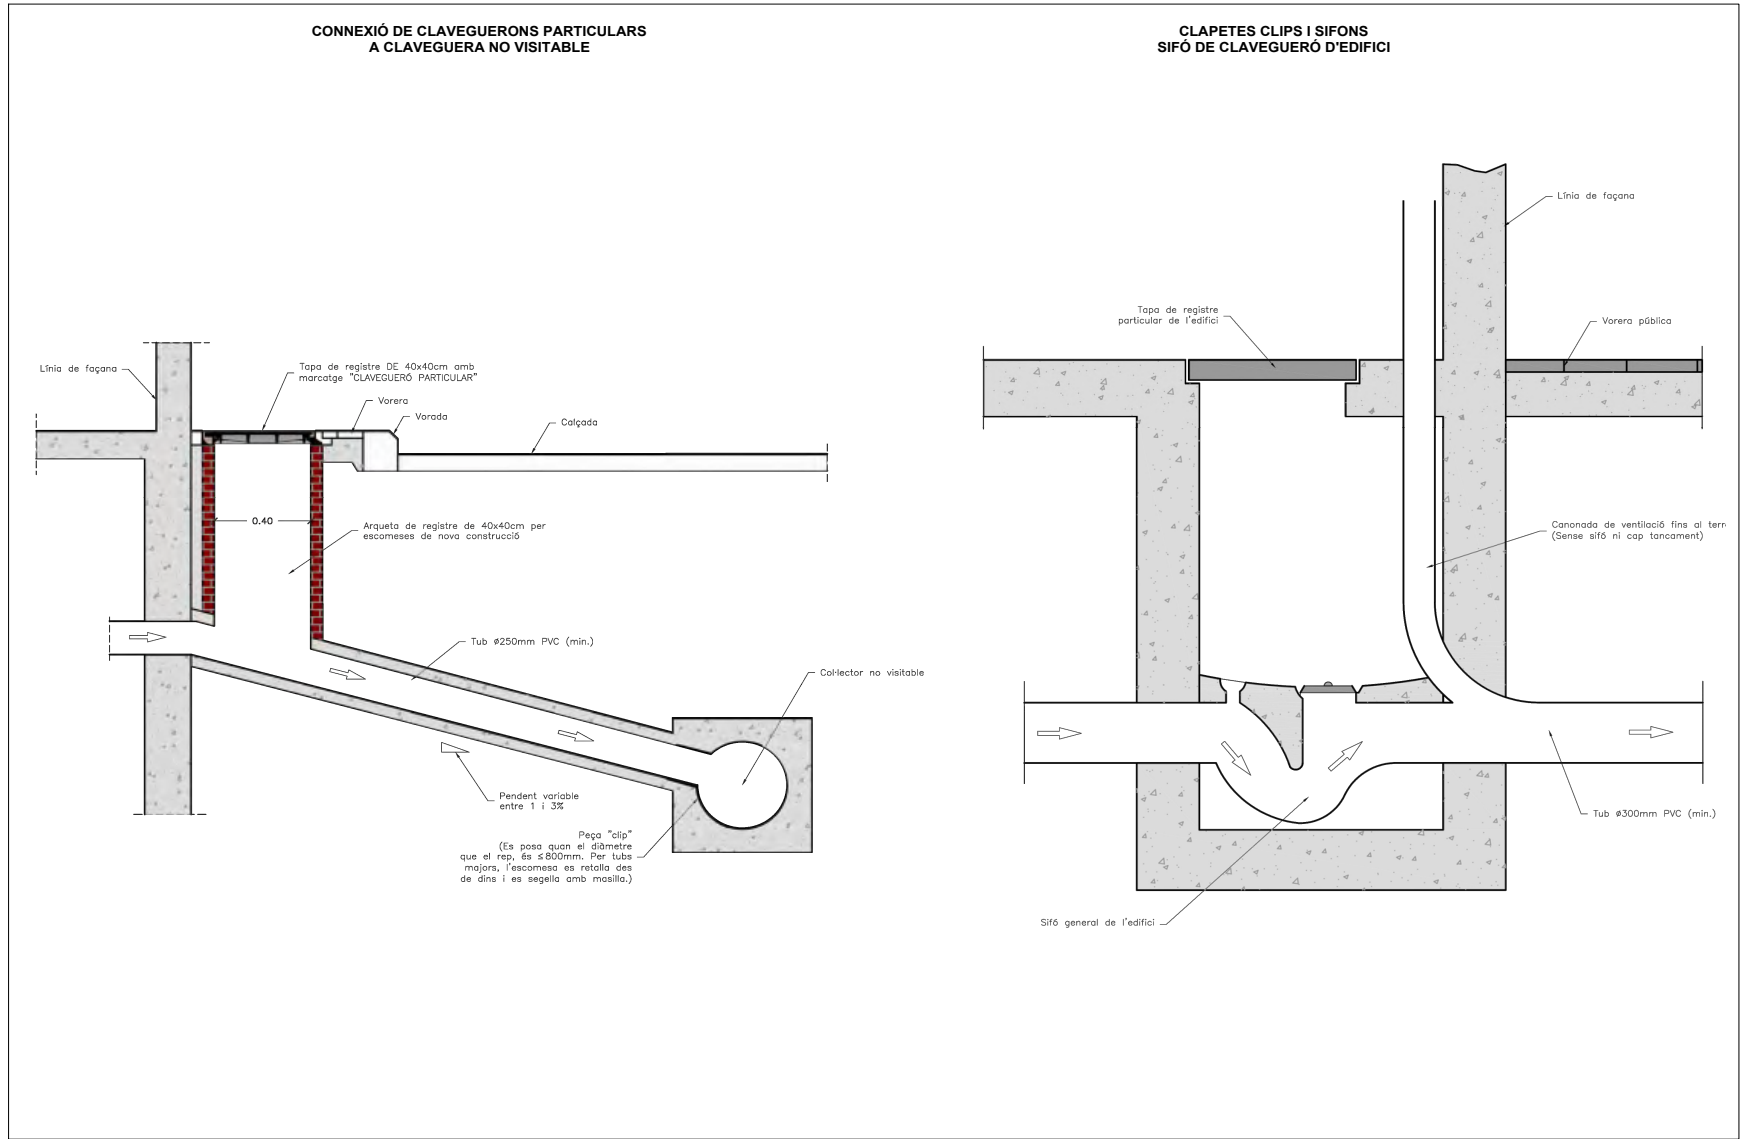 CONNEXIÓ DE CLAVEGUERONS PARTICULARS
A CLAVEGUERA NO VISITABLE
Línia de façana
Tapa de registre DE 40x40cm amb
marcatge "CLAVEGUERÓ PARTICULAR"
Vorera
Vorada
Calçada
0.40
Arqueta de registre de 40x40cm per
escomeses de nova construcció
Tub ø250mm PVC (min.)
Col·lector no visitable
Pendent variable
entre 1 i 3%
Peça "clip"
(Es posa quan el diàmetre
que el rep, és ≤800mm. Per tubs
majors, l'escomesa es retalla des
de dins i es segella amb masilla.)
CLAPETES CLIPS I SIFONS
SIFÓ DE CLAVEGUERÓ D'EDIFICI
Línia de façana
Tapa de registre
particular de l'edifici
Vorera pública
Canonada de ventilació fins al terr
(Sense sifó ni cap tancament)
Tub ø300mm PVC (min.)
Sifó general de l'edifici